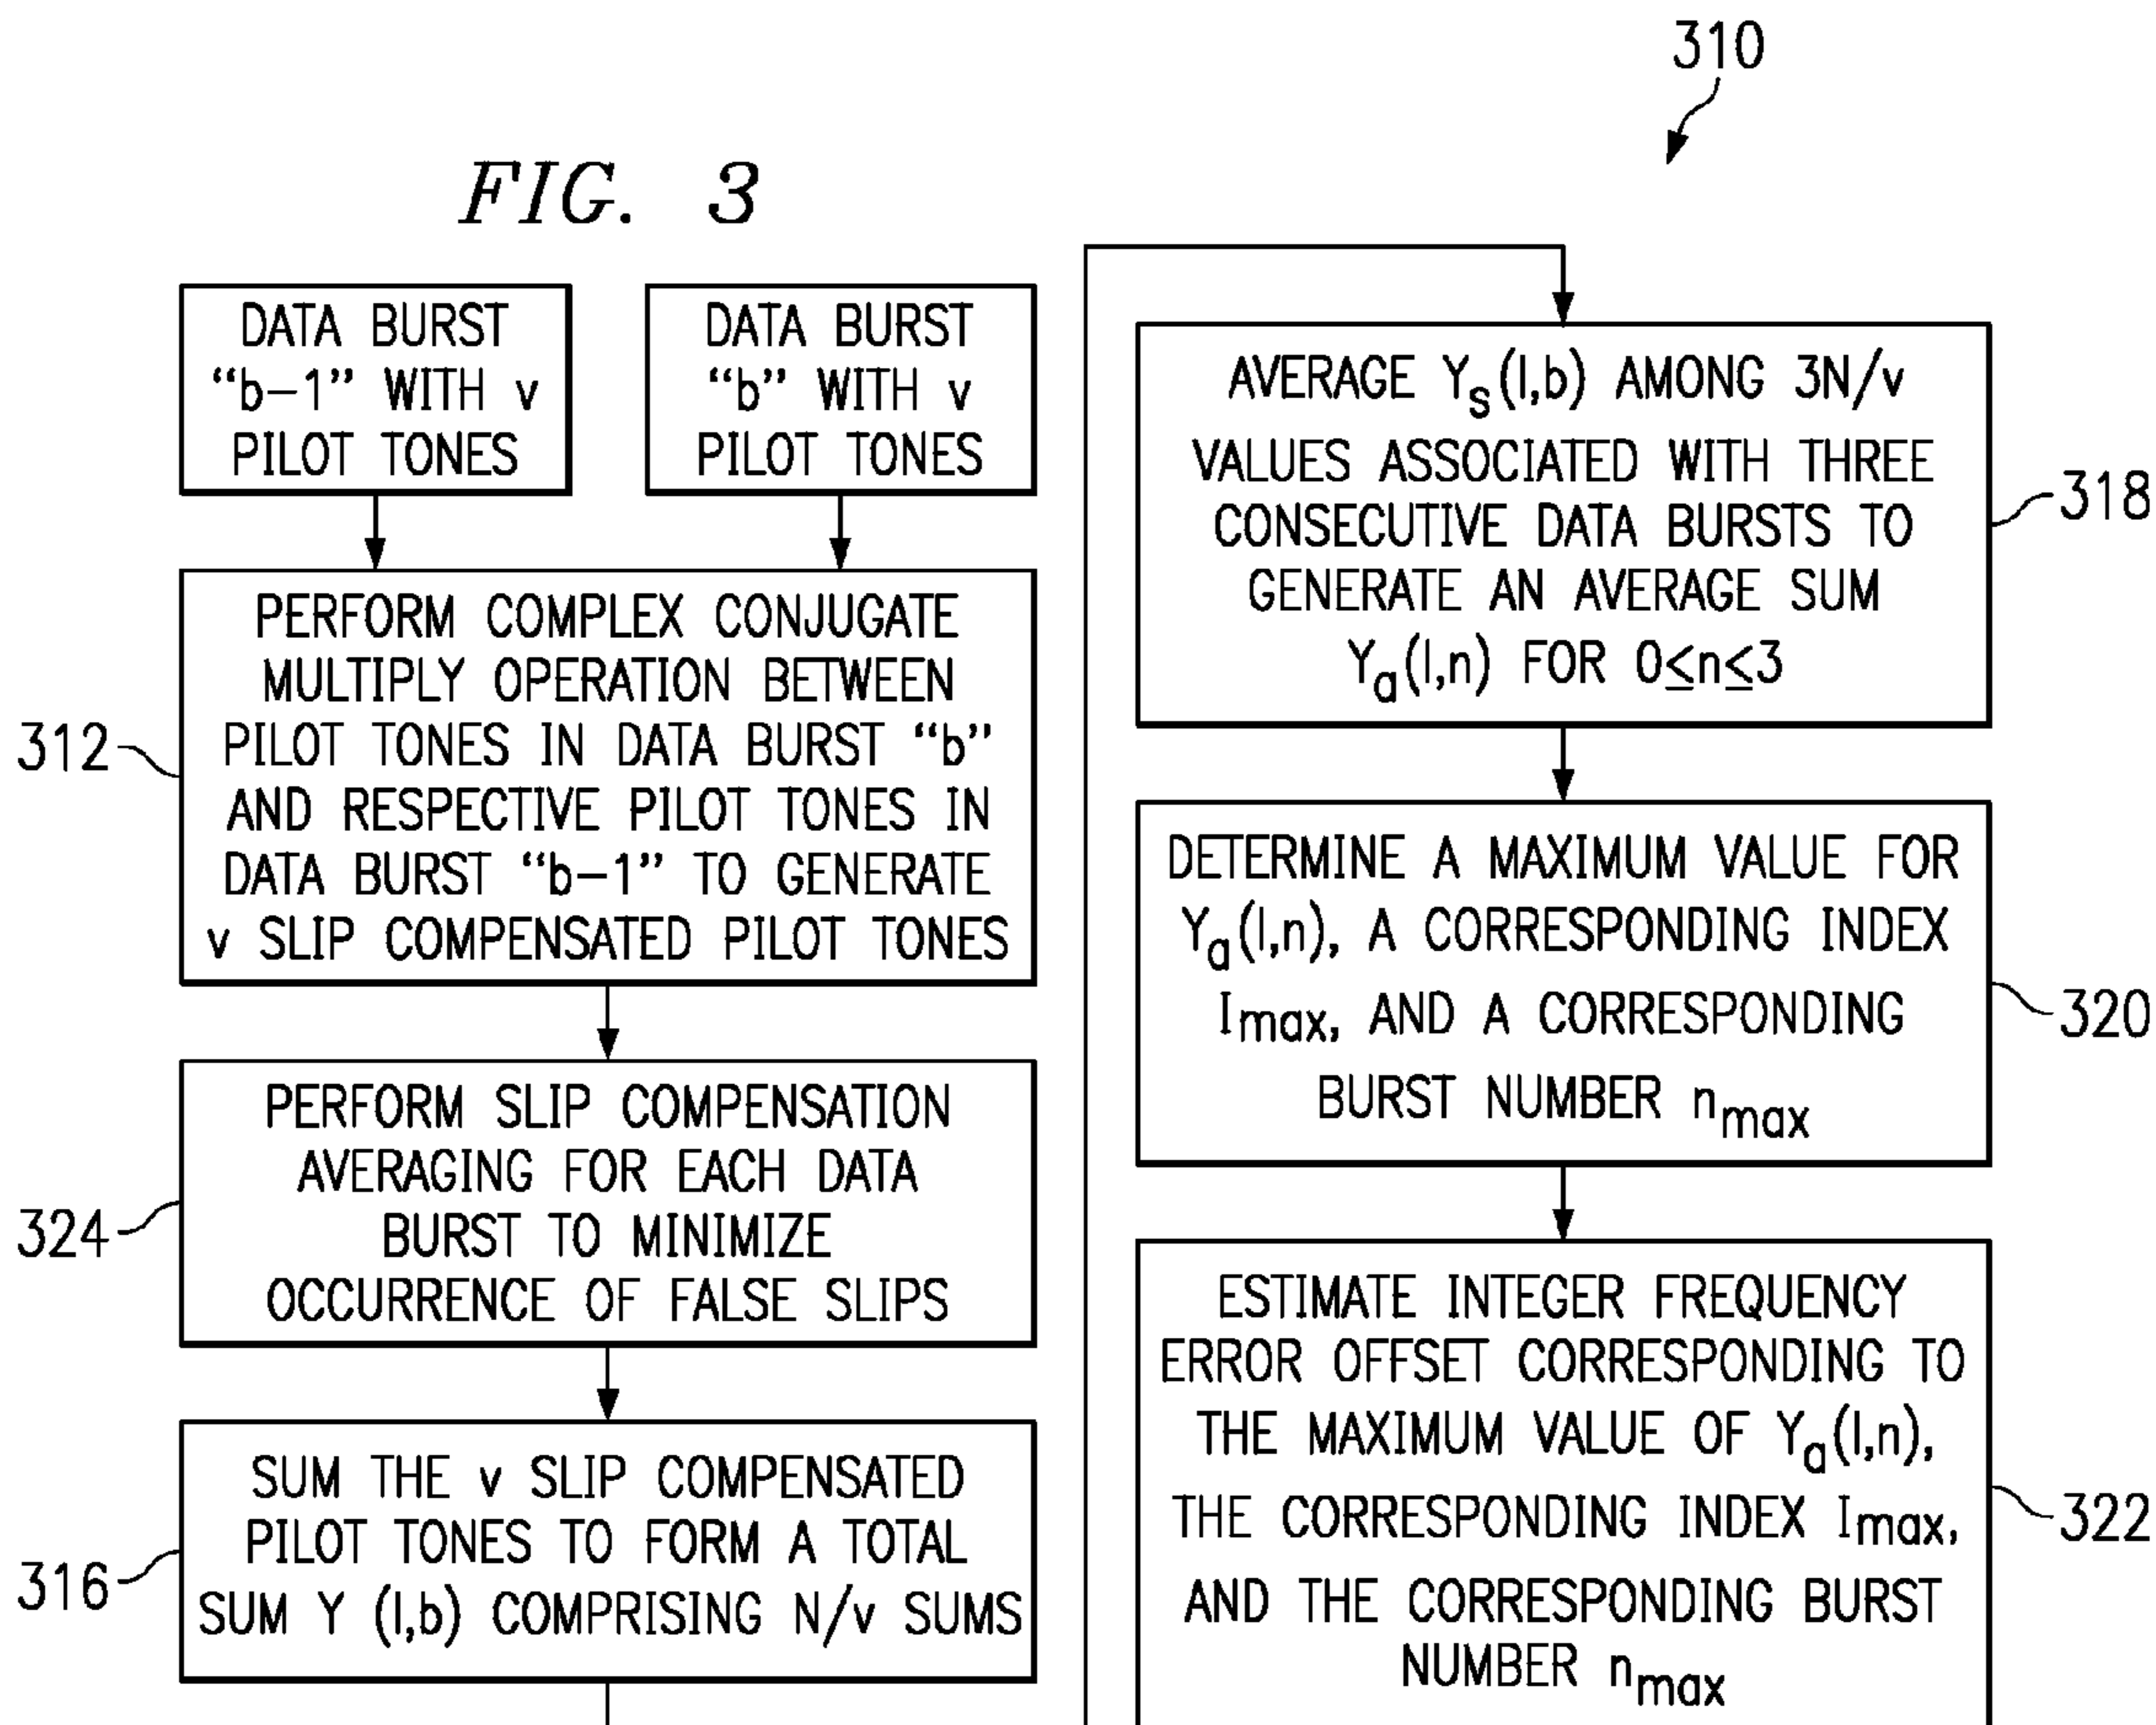 310
FIG. 3
DATA BURST
“b-1” WITH v
PILOT TONES
DATA BURST
“b” WITH v
PILOT TONES
312
PERFORM COMPLEX CONJUGATE
MULTIPLY OPERATION BETWEEN
PILOT TONES IN DATA BURST “b”
AND RESPECTIVE PILOT TONES IN
DATA BURST “b-1” TO GENERATE
v SLIP COMPENSATED PILOT TONES
324
PERFORM SLIP COMPENSATION
AVERAGING FOR EACH DATA
BURST TO MINIMIZE
OCCURRENCE OF FALSE SLIPS
316
SUM THE v SLIP COMPENSATED
PILOT TONES TO FORM A TOTAL
SUM Y (l,b) COMPRISING N/v SUMS
AVERAGE Ys(l,b) AMONG 3N/v
VALUES ASSOCIATED WITH THREE
CONSECUTIVE DATA BURSTS TO
GENERATE AN AVERAGE SUM
Ya(l,n) FOR 0≤n≤3
318
DETERMINE A MAXIMUM VALUE FOR
Ya(l,n), A CORRESPONDING INDEX
Imax, AND A CORRESPONDING
BURST NUMBER nmax
320
ESTIMATE INTEGER FREQUENCY
ERROR OFFSET CORRESPONDING TO
THE MAXIMUM VALUE OF Ya(l,n),
THE CORRESPONDING INDEX Imax,
AND THE CORRESPONDING BURST
NUMBER nmax
322